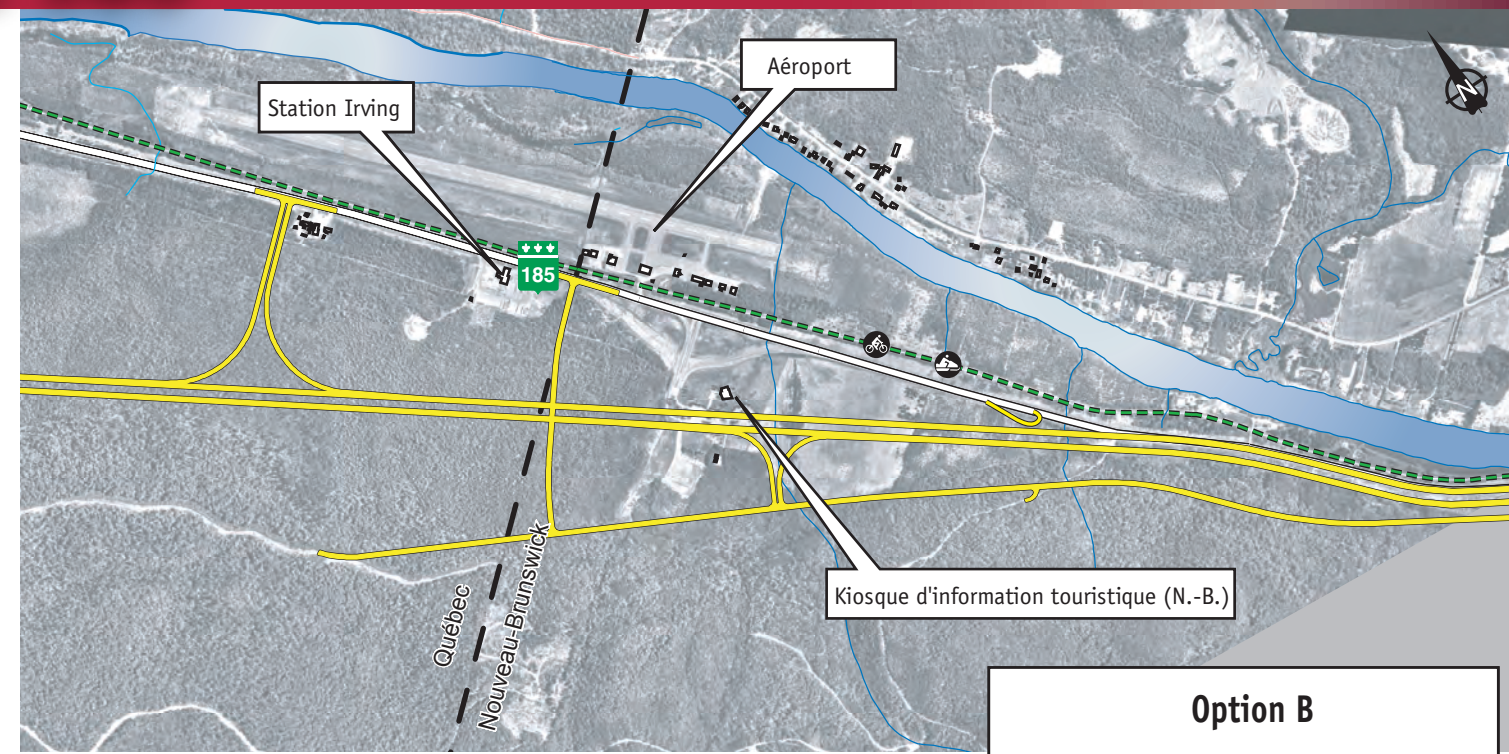 Aéroport
Station Irving
N
185
Kiosque d'information touristique (N.-B.)
Québec
Nouveau-Brunswick
Option B